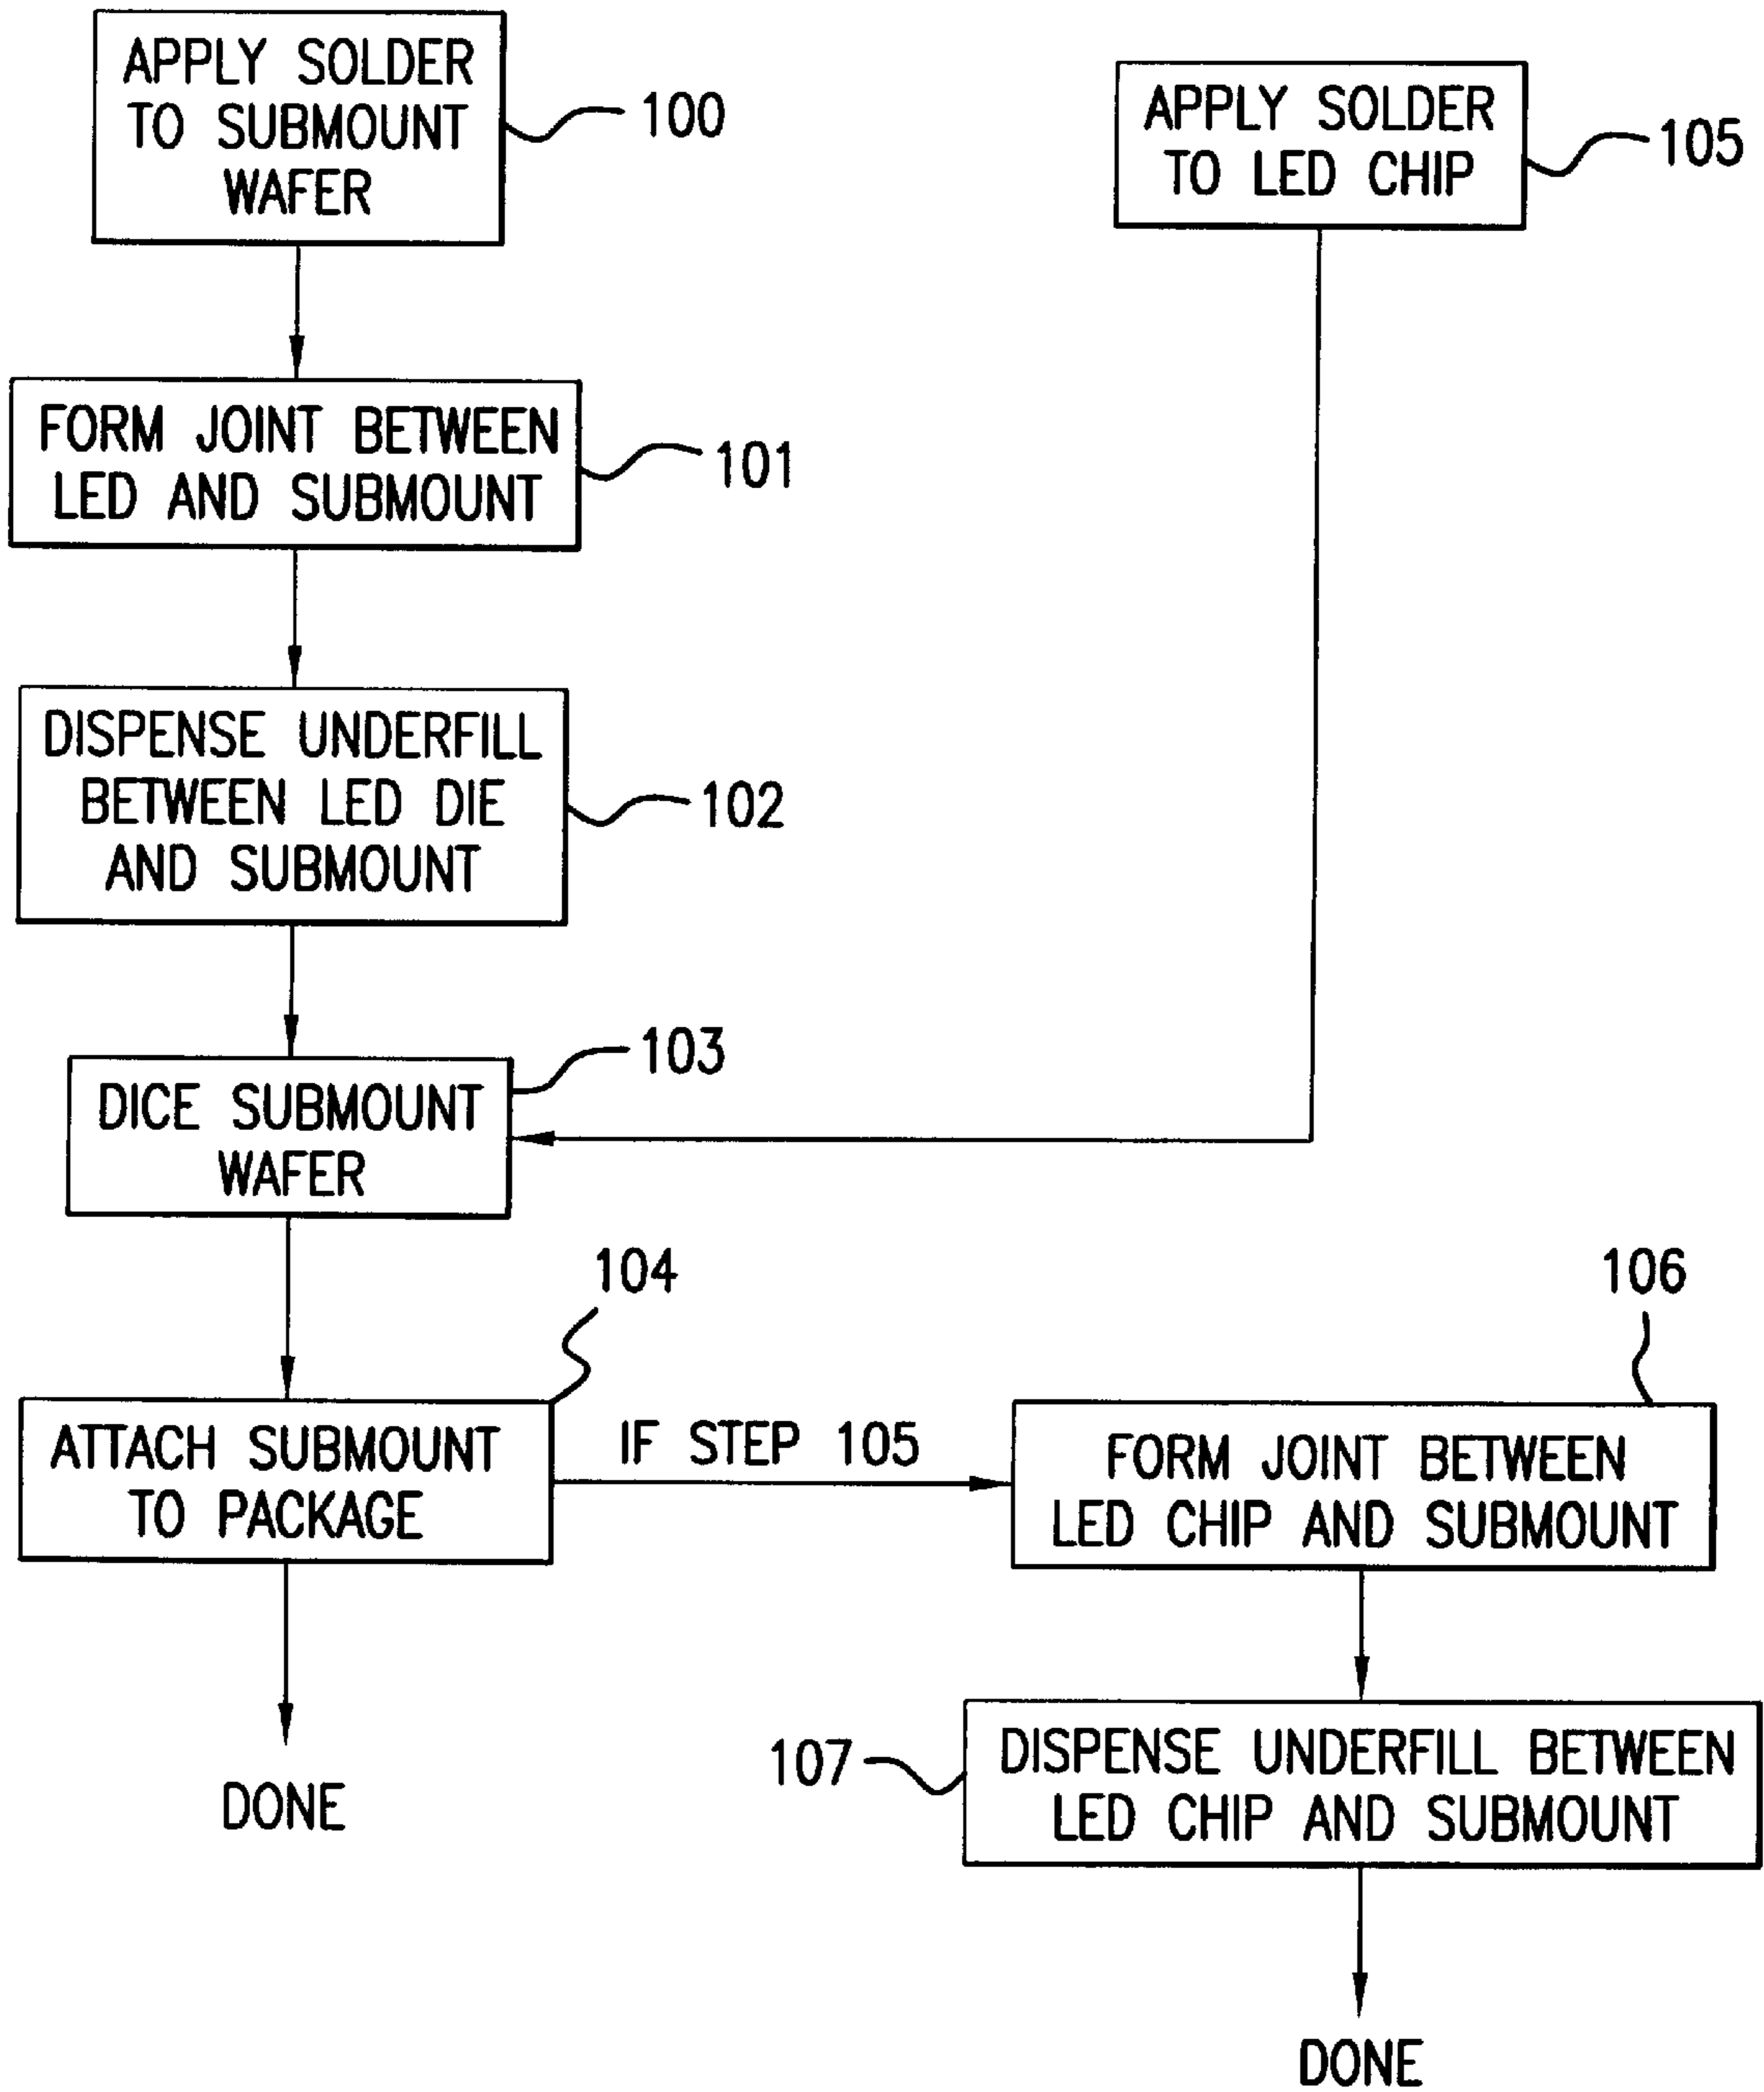 APPLY SOLDER
TO SUBMOUNT
WAFER
100
APPLY SOLDER
TO LED CHIP
105
FORM JOINT BETWEEN
LED AND SUBMOUNT
101
DISPENSE UNDERFILL
BETWEEN LED DIE
AND SUBMOUNT
102
DICE SUBMOUNT
WAFER
103
104
ATTACH SUBMOUNT
TO PACKAGE
IF STEP 105
106
FORM JOINT BETWEEN
LED CHIP AND SUBMOUNT
107
DISPENSE UNDERFILL BETWEEN
LED CHIP AND SUBMOUNT
DONE
DONE